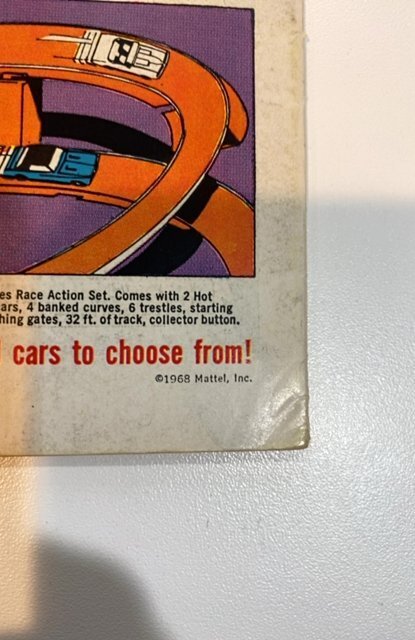 es Race Action Set. Comes with 2 Hot
ars, 4 banked curves, 6 trestles, starting
hing gates, 32 ft. of track, collector button.
cars to choose from!
©1968 Mattel, Inc.